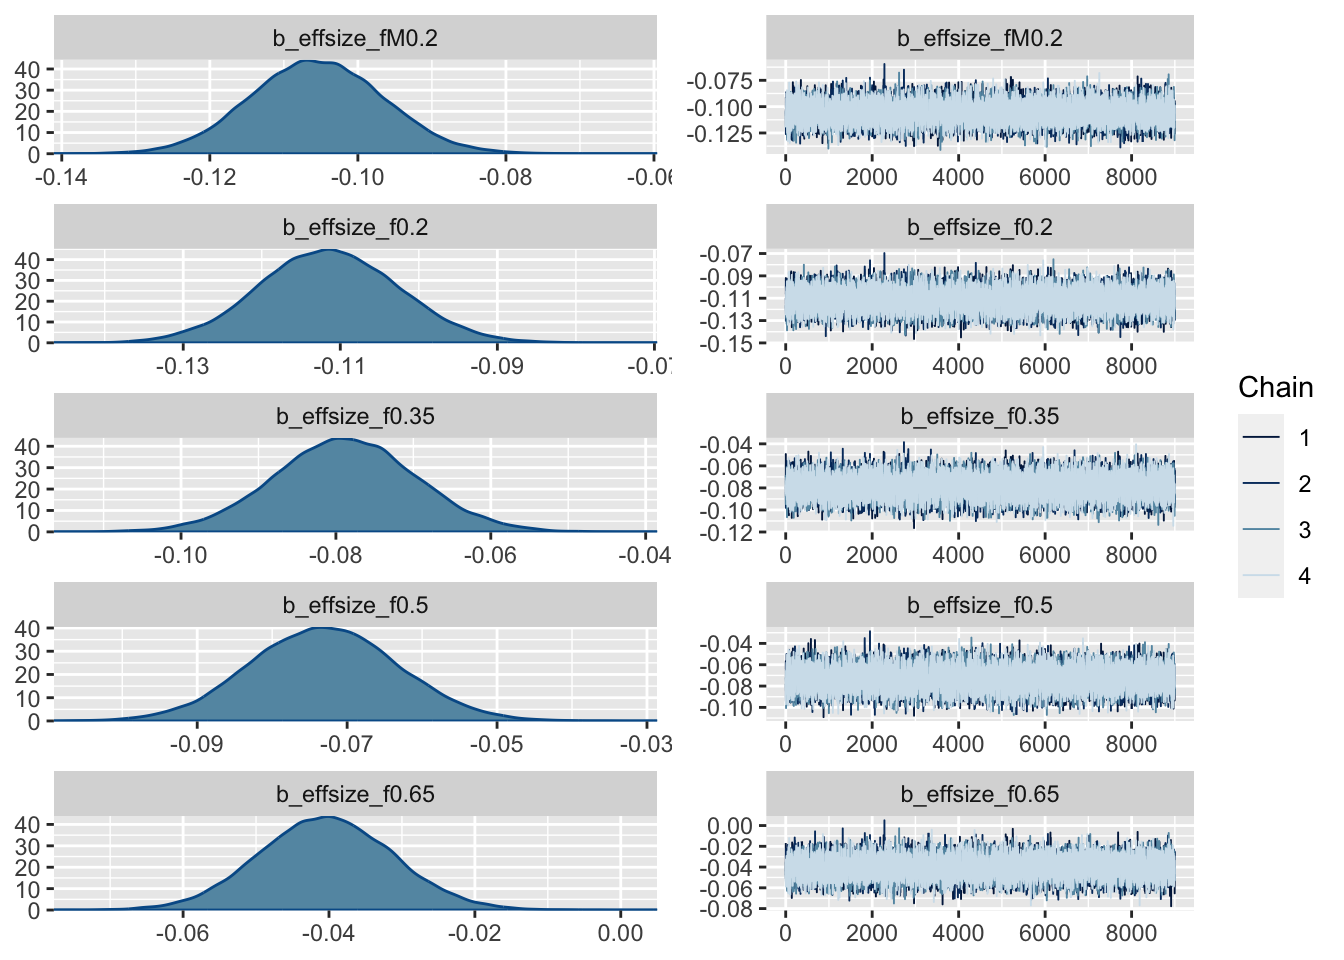 b_effsize_fM0.2
40
30
20
10
0
-0.14 -0.12 -0.10 -0.08
b_effsize_fM0.2
-0.075
-0.100
-0.125
0 2000 4000 6000 8000
b_effsize_f0.2
40
30
20
10
0
-0.13 -0.11 -0.09
b_effsize_f0.2
-0.07
-0.09
-0.11
-0.13
-0.15
0 2000 4000 6000 8000
b_effsize_f0.35
40
30
20
10
0
-0.10 -0.08 -0.06 -0.04
b_effsize_f0.35
-0.04
-0.06
-0.08
-0.10
-0.12
0 2000 4000 6000 8000
b_effsize_f0.5
40
30
20
10
0
-0.09 -0.07 -0.05 -0.03
b_effsize_f0.5
-0.04
-0.06
-0.08
-0.10
0 2000 4000 6000 8000
b_effsize_f0.65
40
30
20
10
0
-0.06 -0.04 -0.02 0.00
b_effsize_f0.65
0.00
-0.02
-0.04
-0.06
-0.08
0 2000 4000 6000 8000
Chain
1
2
3
4